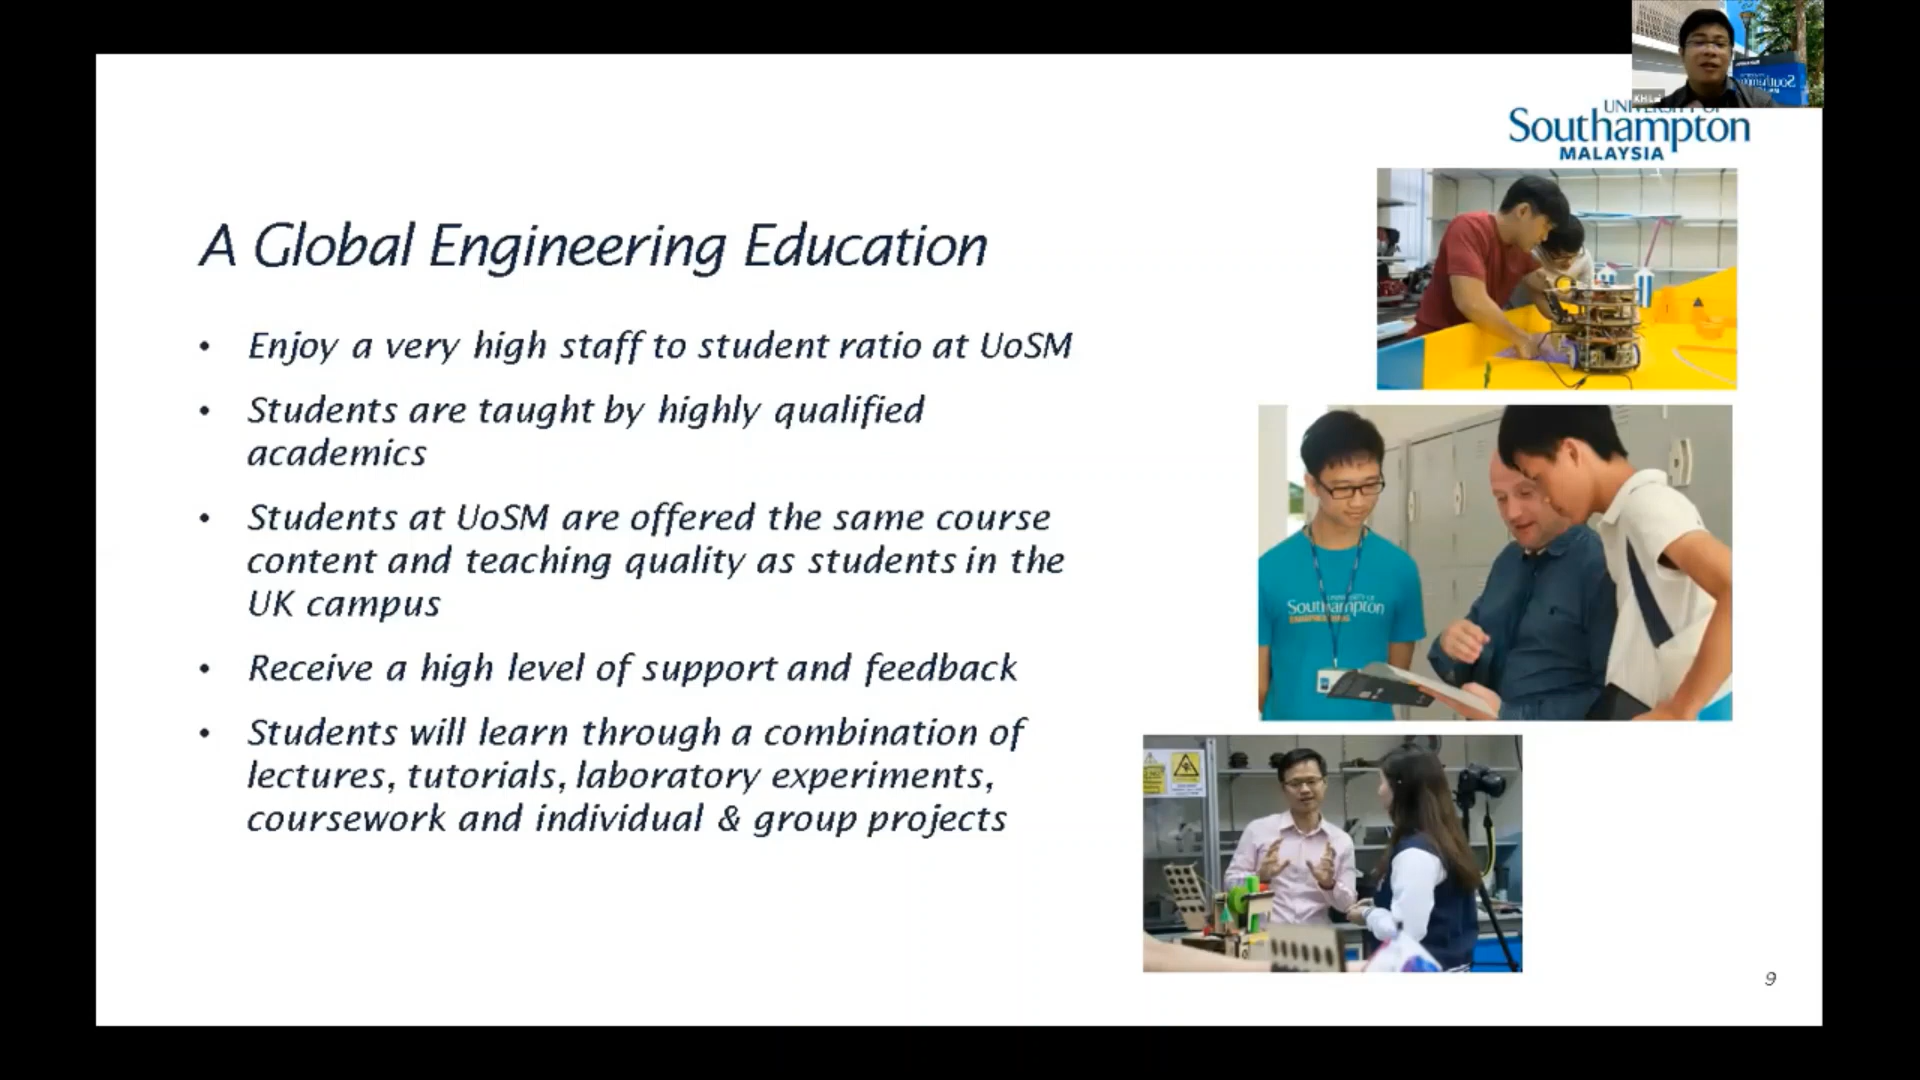 UNIVERSITY OF
Southampton
MALAYSIA
A Global Engineering Education
• Enjoy a very high staff to student ratio at UoSM
• Students are taught by highly qualified
academics
• Students at UoSM are offered the same course
content and teaching quality as students in the
UK campus
• Receive a high level of support and feedback
• Students will learn through a combination of
lectures, tutorials, laboratory experiments,
coursework and individual & group projects
Southampton
9